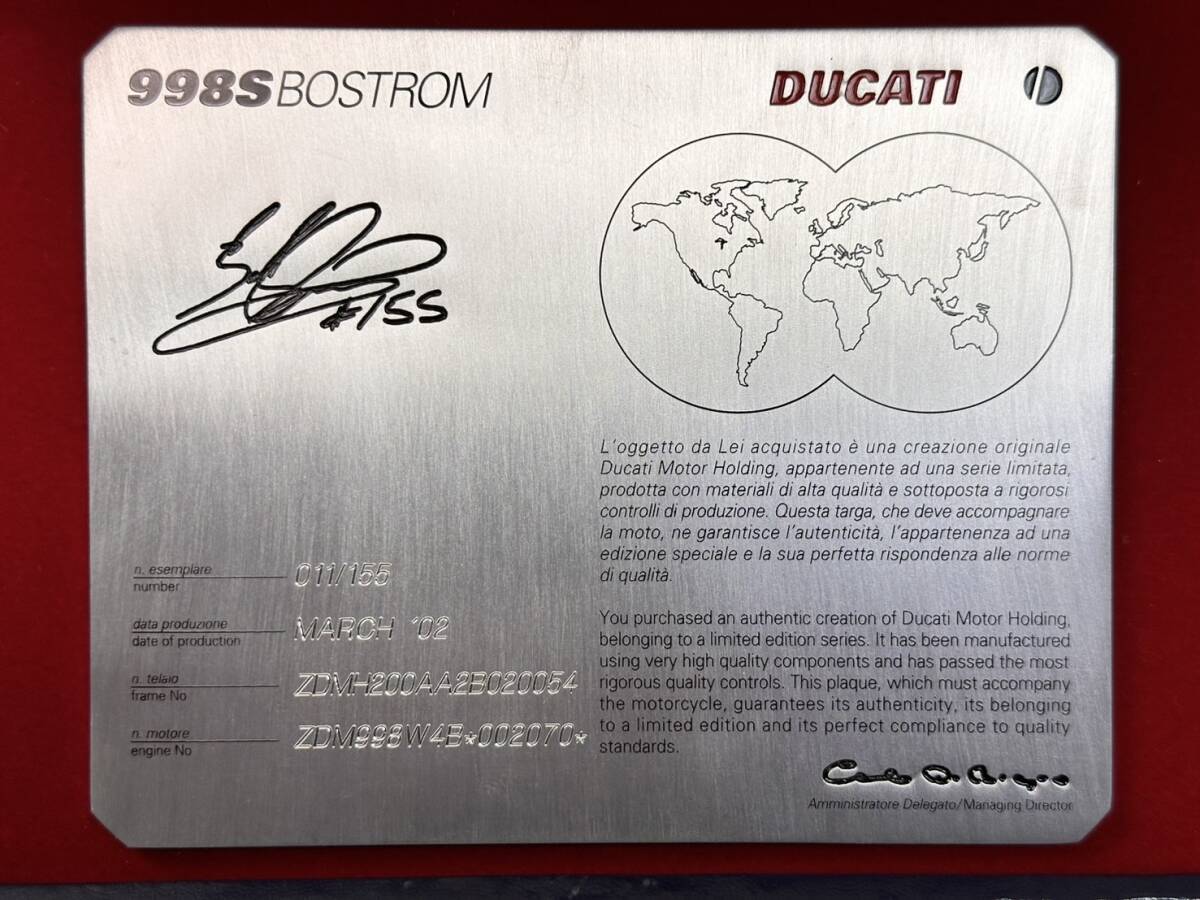 998S BOSTROM
DUCATI
#155
L'oggetto da Lei acquistato è una creazione originale
Ducati Motor Holding, appartenente ad una serie limitata,
prodotta con materiali di alta qualità e sottoposta a rigorosi
controlli di produzione. Questa targa, che deve accompagnare
la moto, ne garantisce l'autenticità, l'appartenenza ad una
edizione speciale e la sua perfetta rispondenza alle norme
di qualità.
n. esemplare
number
011/155
data produzione
date of production
MARCH '02
n. telaio
frame No
ZDMH200AA2B020054
n. motore
engine No
ZDM998W4B*002070*
You purchased an authentic creation of Ducati Motor Holding,
belonging to a limited edition series. It has been manufactured
using very high quality components and has passed the most
rigorous quality controls. This plaque, which must accompany
the motorcycle, guarantees its authenticity, its belonging
to a limited edition and its perfect compliance to quality
standards.
Amministratore Delegato/Managing Director